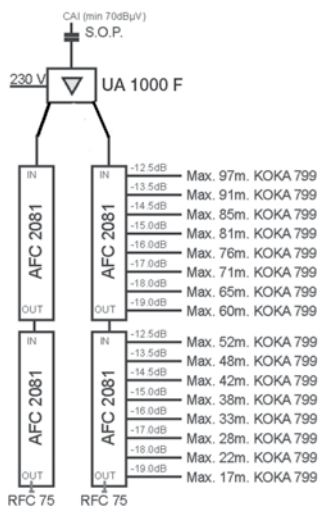 CAI (min 70dBµV)
S.O.P.
230 V
UA 1000 F
IN
IN
AFC 2081
AFC 2081
-12.5dB Max. 97m. KOKA 799
-13.5dB Max. 91m. KOKA 799
-14.5dB Max. 85m. KOKA 799
-15.0dB Max. 81m. KOKA 799
-16.0dB Max. 76m. KOKA 799
-17.0dB Max. 71m. KOKA 799
-18.0dB Max. 65m. KOKA 799
-19.0dB Max. 60m. KOKA 799
OUT
OUT
IN
IN
AFC 2081
AFC 2081
-12.5dB Max. 52m. KOKA 799
-13.5dB Max. 48m. KOKA 799
-14.5dB Max. 42m. KOKA 799
-15.0dB Max. 38m. KOKA 799
-16.0dB Max. 33m. KOKA 799
-17.0dB Max. 28m. KOKA 799
-18.0dB Max. 22m. KOKA 799
-19.0dB Max. 17m. KOKA 799
OUT
OUT
RFC 75
RFC 75